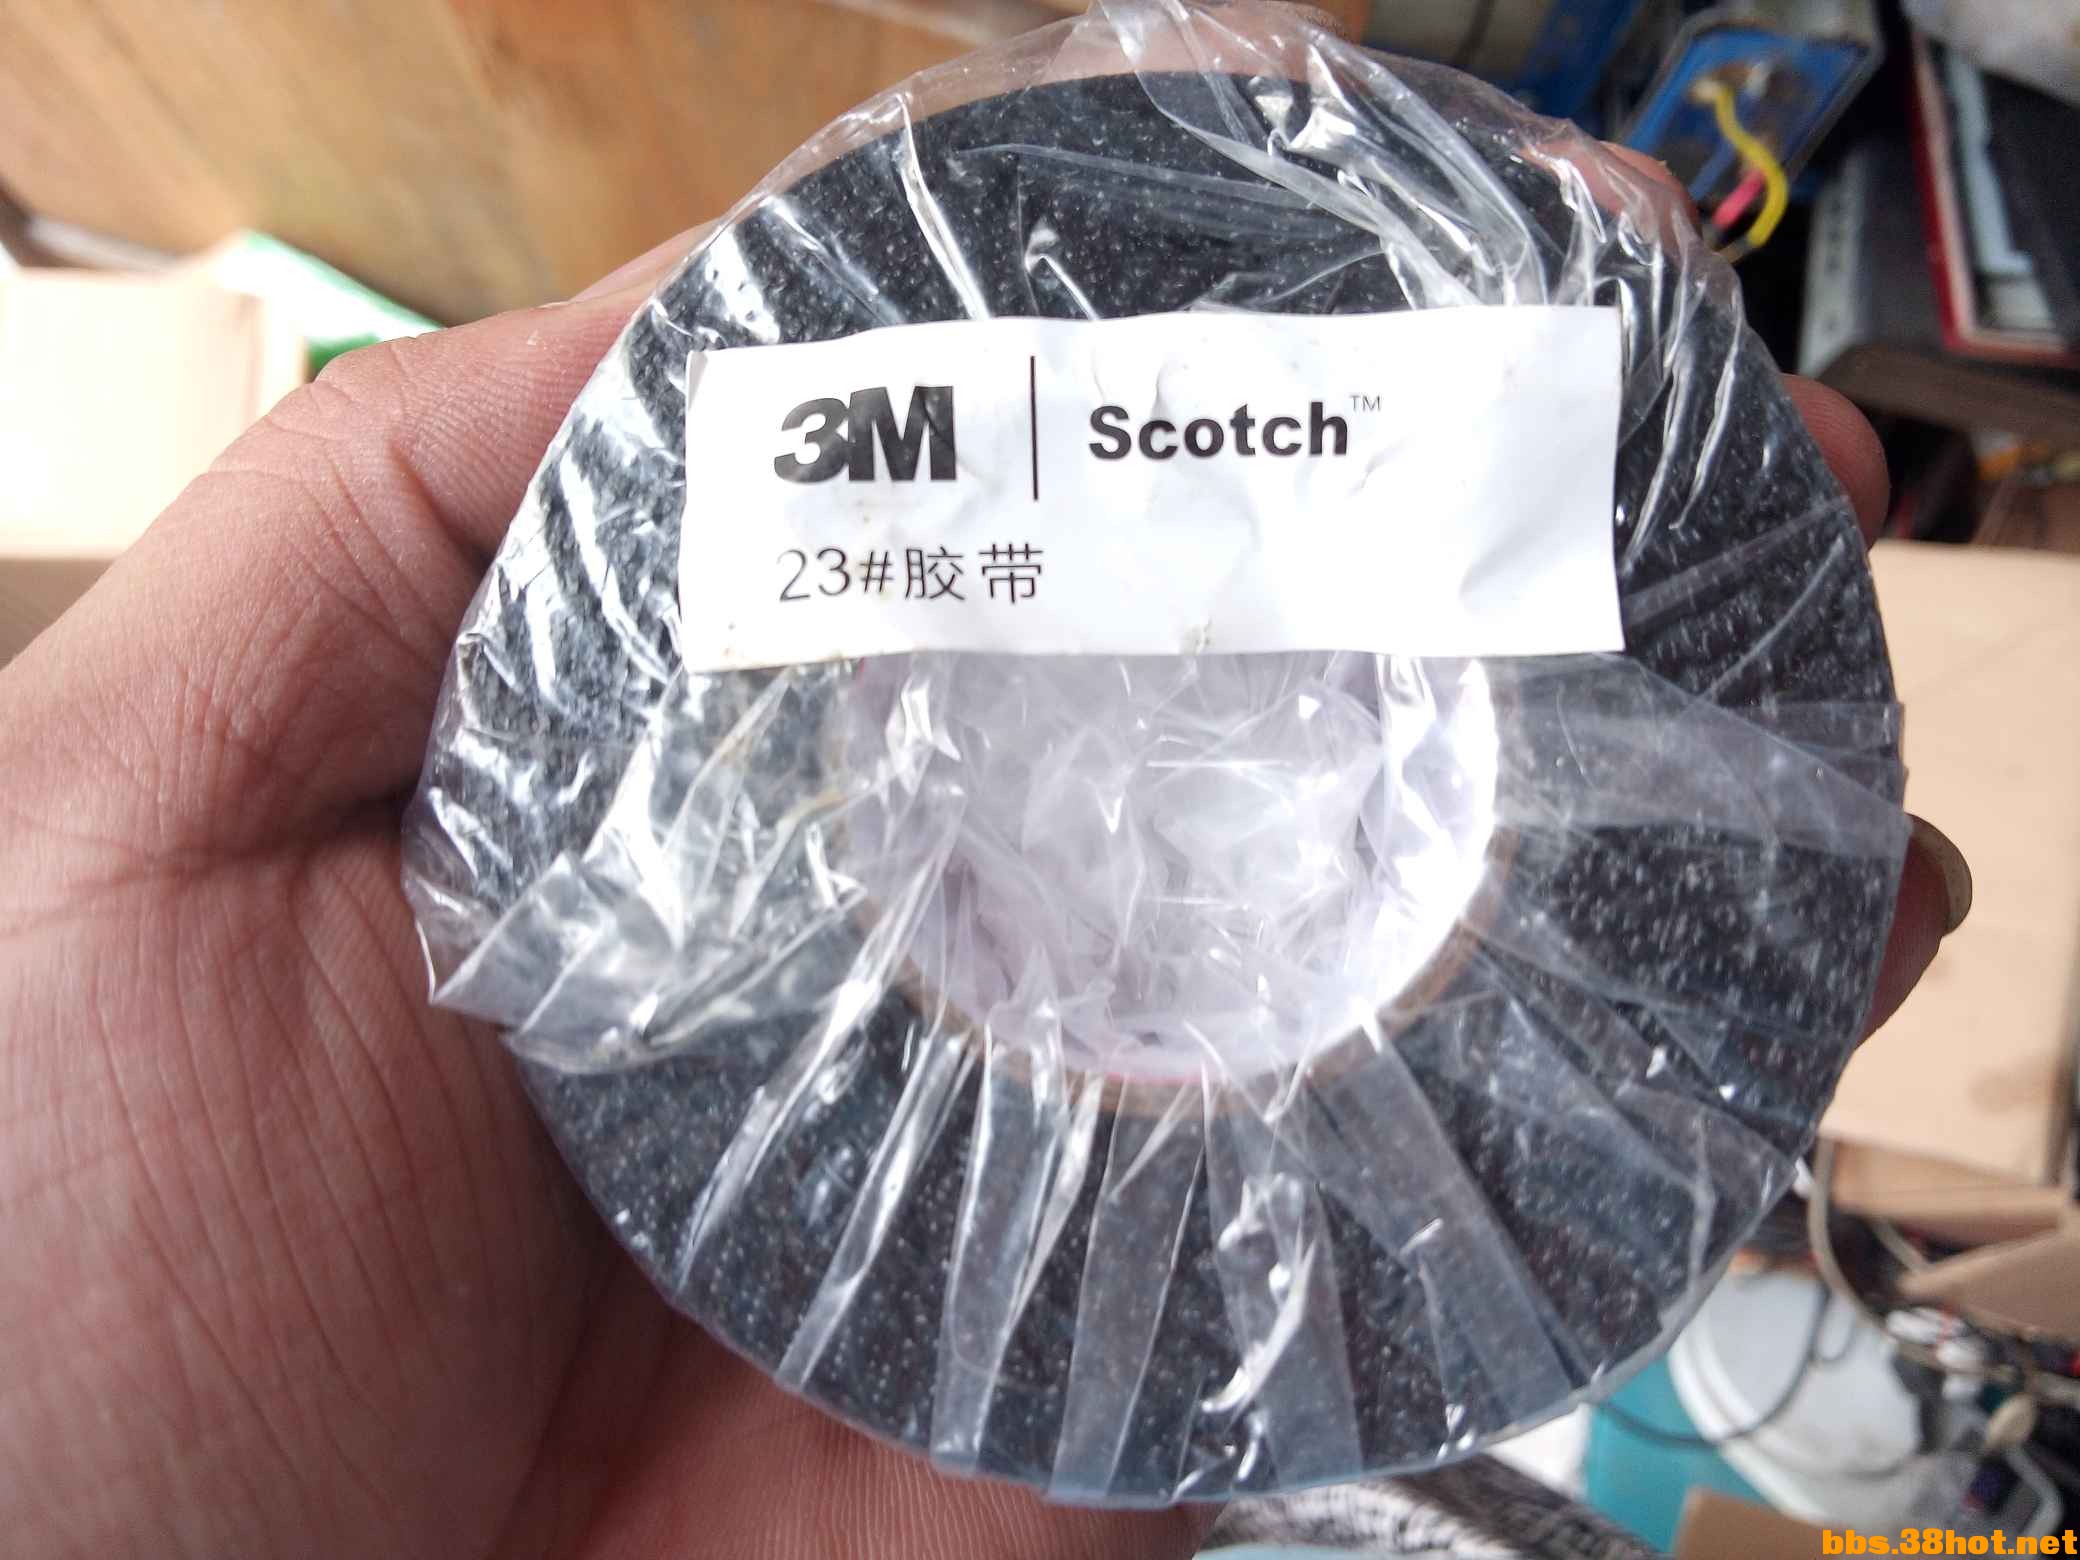 3M | Scotch™
23#胶带
bbs.38hot.net